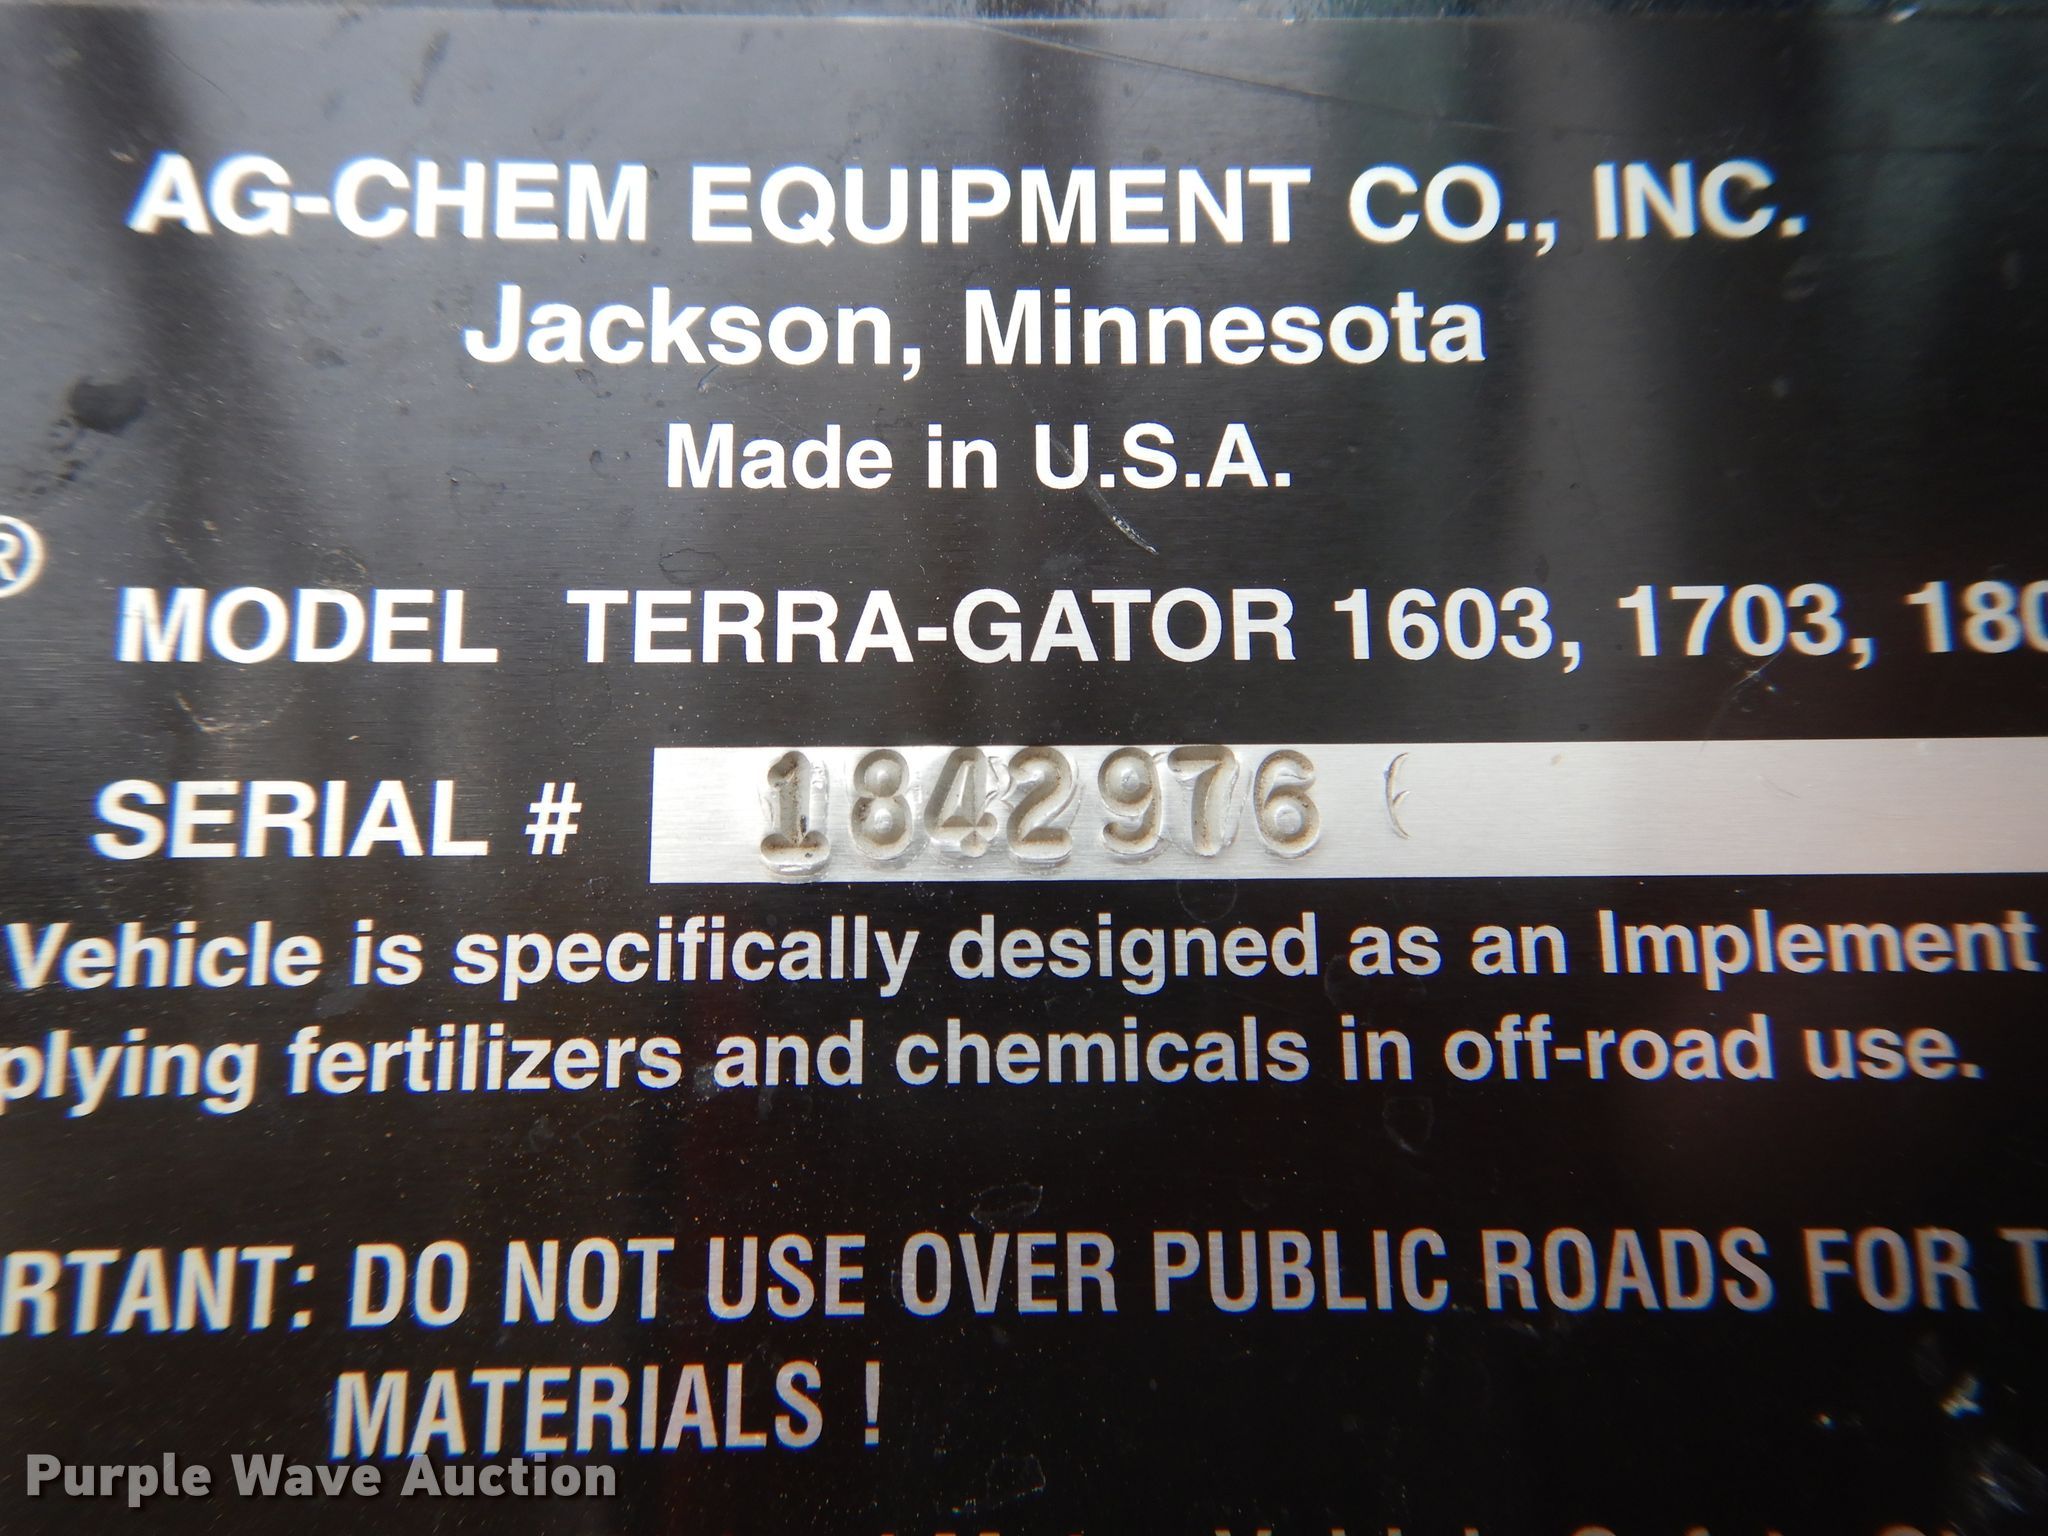 AG-CHEM EQUIPMENT CO., INC.
Jackson, Minnesota
Made in U.S.A.
®
MODEL TERRA-GATOR 1603, 1703, 180
SERIAL # 1842976
Vehicle is specifically designed as an Implement
plying fertilizers and chemicals in off-road use.
RTANT: DO NOT USE OVER PUBLIC ROADS FOR T
MATERIALS !
Purple Wave Auction